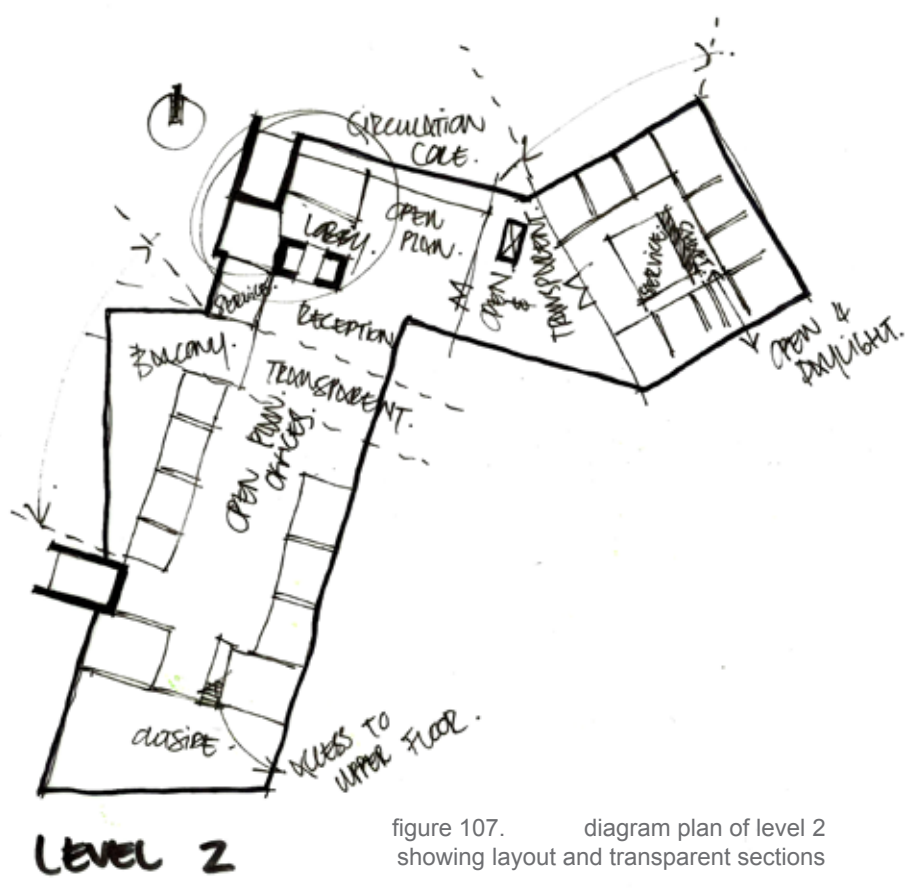 CIRCULATION
CORE.
LOBBY.
OPEN
PLAN.
SERVICE.
RECEPTION
BALCONY.
TRANSPARENT.
OPEN PLAN.
OFFICES.
OPEN
&
TRANSPARENT.
SERVICE.
OPEN &
DAYLIGHT.
OUTSIDE.
ACCESS TO
UPPER FLOOR.
LEVEL 2
figure 107. diagram plan of level 2
showing layout and transparent sections